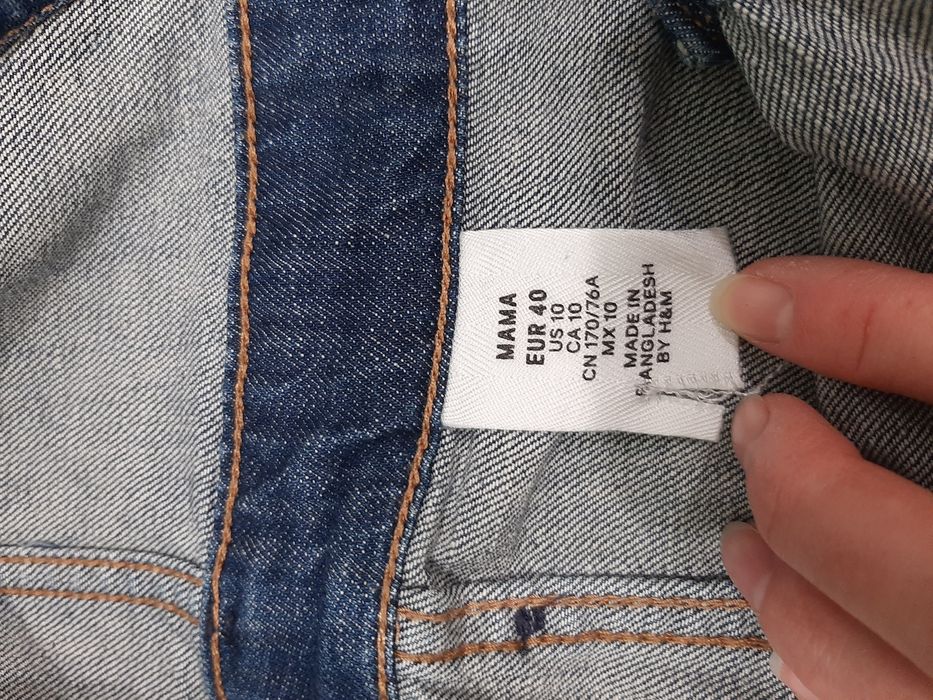 MAMA
EUR 40
US 10
CA 10
CN 170/76A
MX 10
MADE IN
BANGLADESH
BY H&M